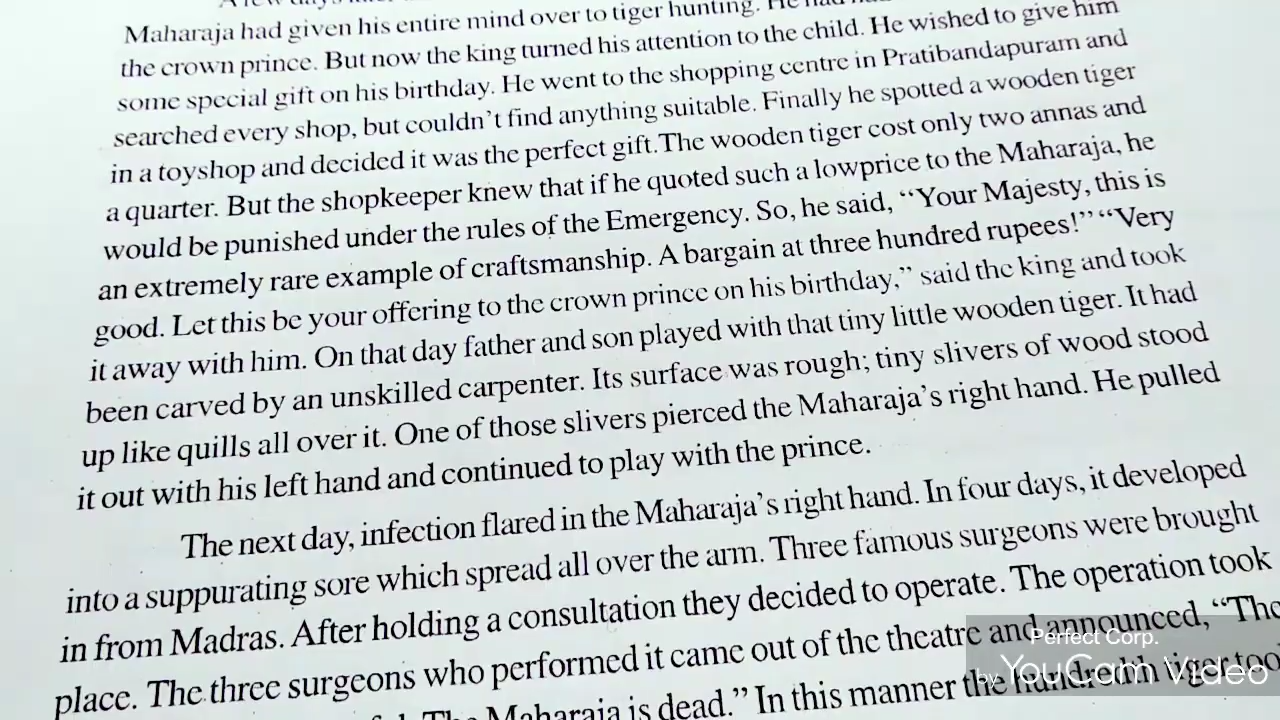 Maharaja had given his entire mind over to tiger hunting. He had
the crown prince. But now the king turned his attention to the child. He wished to give him
some special gift on his birthday. He went to the shopping centre in Pratibandapuram and
searched every shop, but couldn't find anything suitable. Finally he spotted a wooden tiger
in a toyshop and decided it was the perfect gift.The wooden tiger cost only two annas and
a quarter. But the shopkeeper knew that if he quoted such a lowprice to the Maharaja, he
would be punished under the rules of the Emergency. So, he said, “Your Majesty, this is
an extremely rare example of craftsmanship. A bargain at three hundred rupees!” “Very
good. Let this be your offering to the crown prince on his birthday,” said the king and took
it away with him. On that day father and son played with that tiny little wooden tiger. It had
been carved by an unskilled carpenter. Its surface was rough; tiny slivers of wood stood
up like quills all over it. One of those slivers pierced the Maharaja's right hand. He pulled
it out with his left hand and continued to play with the prince.
The next day, infection flared in the Maharaja's right hand. In four days, it developed
into a suppurating sore which spread all over the arm. Three famous surgeons were brought
in from Madras. After holding a consultation they decided to operate. The operation took
place. The three surgeons who performed it came out of the theatre and announced, “The
The Maharaja is dead.” In this manner the hundredth tiger took
Perfect Corp.
by YouCam Video